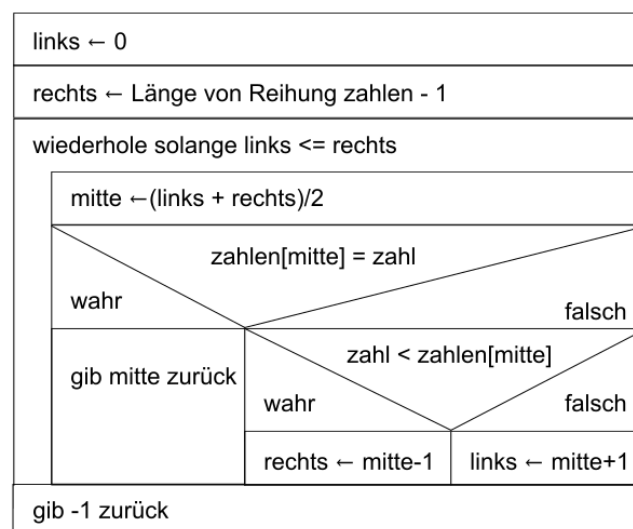 links ← 0
rechts ← Länge von Reihung zahlen - 1
wiederhole solange links <= rechts
mitte ←(links + rechts)/2
zahlen[mitte] = zahl
wahr
falsch
gib mitte zurück
zahl < zahlen[mitte]
wahr
falsch
rechts ← mitte-1
links ← mitte+1
gib -1 zurück